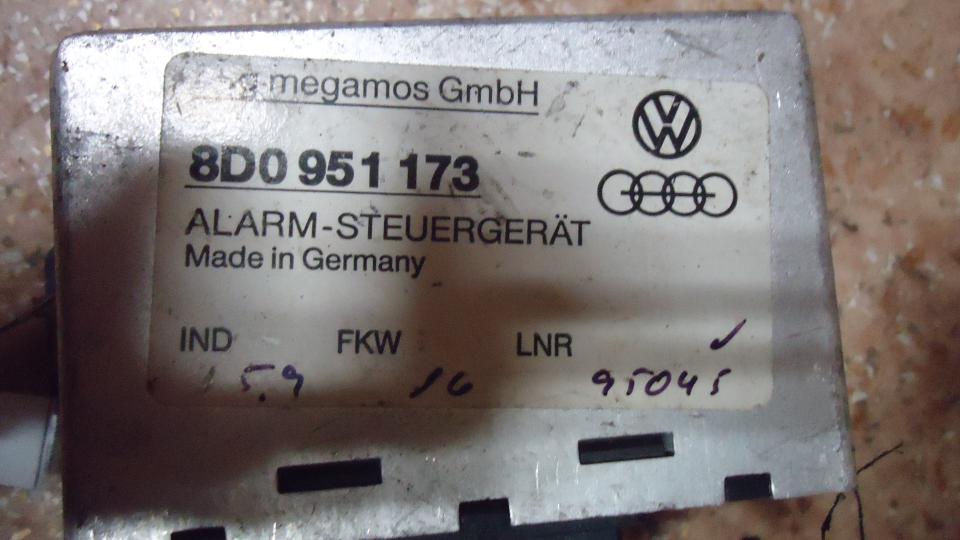 megamos GmbH
8D0 951 173
ALARM-STEUERGERÄT
Made in Germany
IND FKW LNR
5.9 16 95045